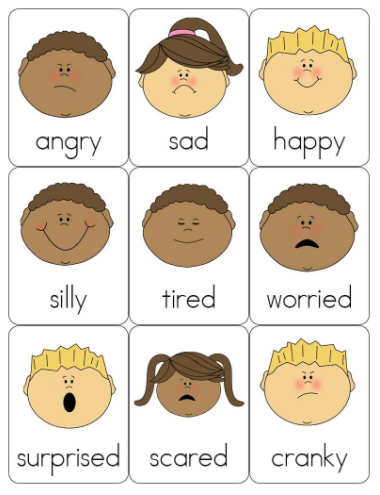 angry
sad
happy
silly
tired
worried
surprised
scared
cranky